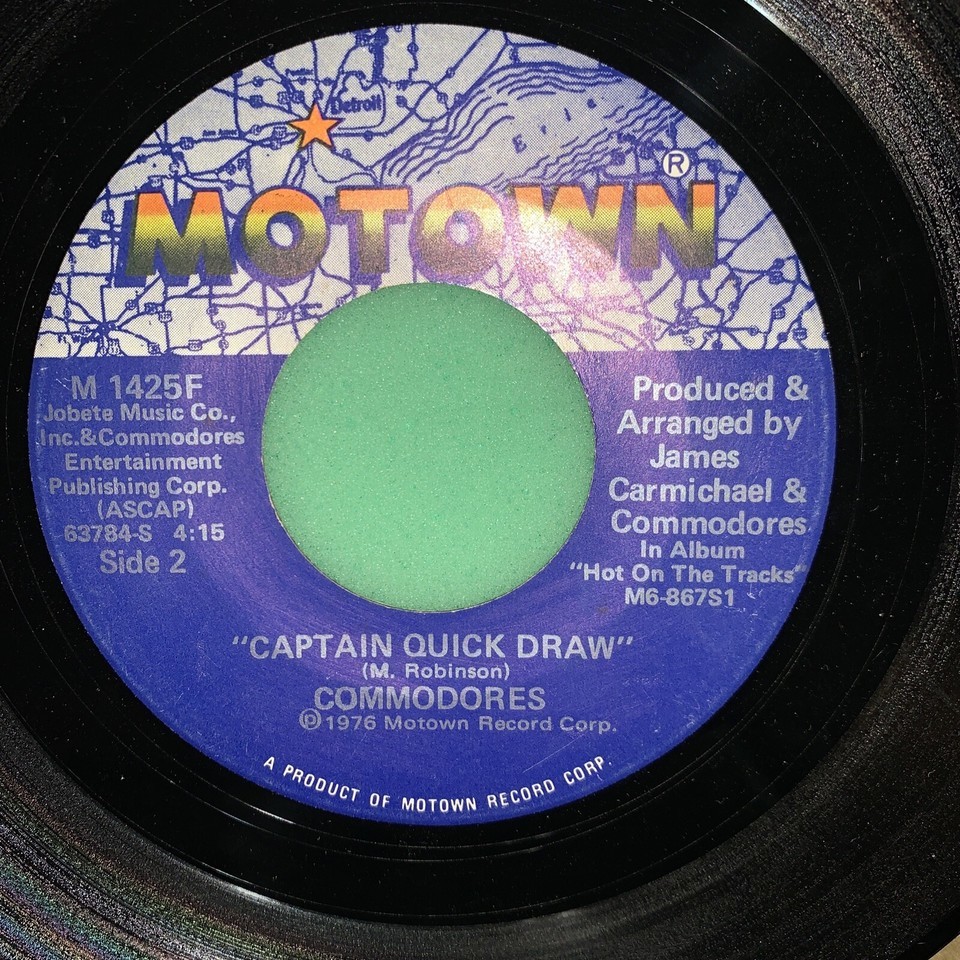 Detroit
Erie
MOTOWN®
M 1425F
Jobete Music Co.,
Inc.&Commodores
Entertainment
Publishing Corp.
(ASCAP)
63784-S 4:15
Side 2
Produced &
Arranged by
James
Carmichael &
Commodores
In Album
"Hot On The Tracks"
M6-867S1
"CAPTAIN QUICK DRAW"
(M. Robinson)
COMMODORES
℗1976 Motown Record Corp.
A PRODUCT OF MOTOWN RECORD CORP.